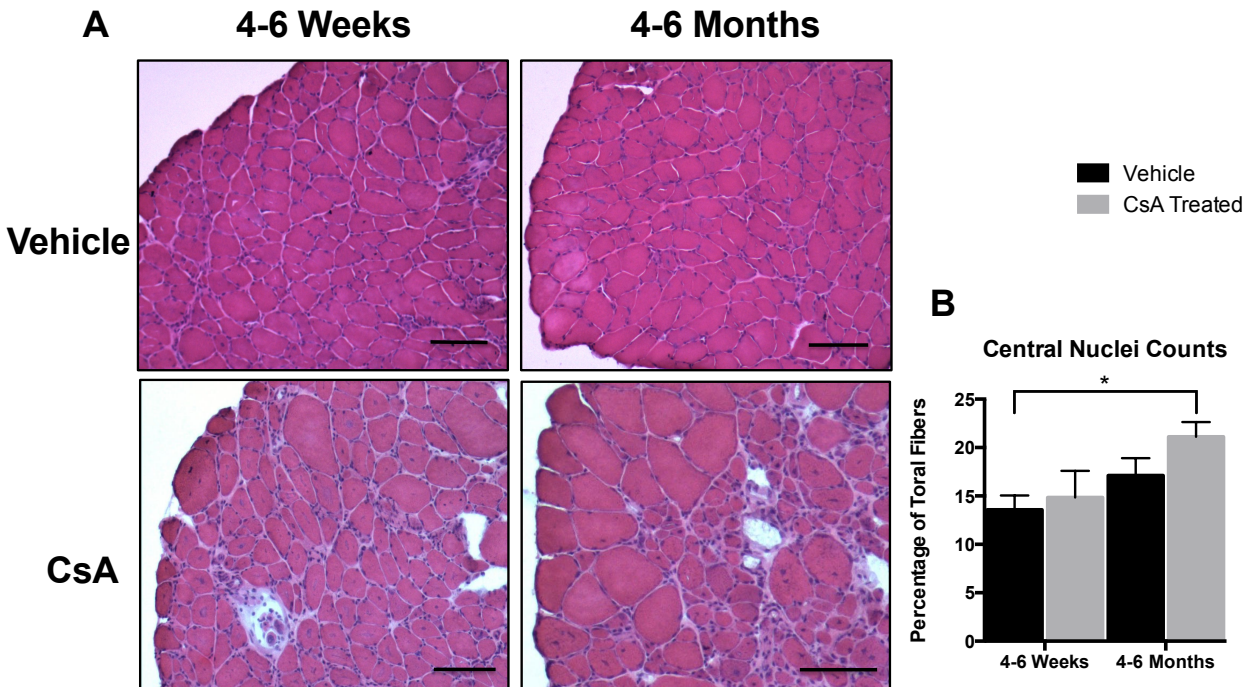 A
4-6 Weeks
4-6 Months
Vehicle
CsA
Vehicle
CsA Treated
B
Central Nuclei Counts
*
Percentage of Toral Fibers
25
20
15
10
5
0
4-6 Weeks
4-6 Months